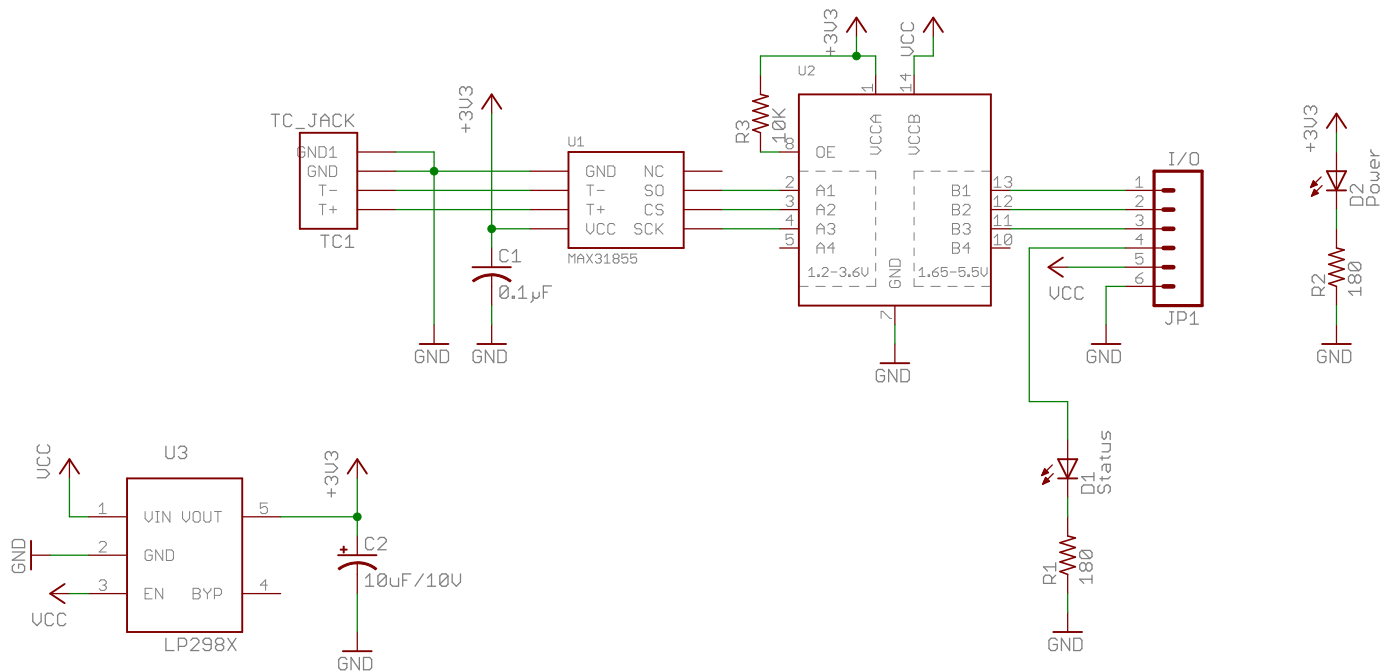 +3V3
VCC
U2
1
14
R3
10K
8
OE
VCCA
VCCB
TC_JACK
GND1
GND
T-
T+
TC1
+3V3
U1
GND
NC
T-
SO
T+
CS
VCC
SCK
MAX31855
C1
0.1µF
GND
GND
2
A1
3
A2
4
A3
5
A4
1.2-3.6V
GND
7
B1
13
B2
12
B3
11
B4
10
1.65-5.5V
GND
I/O
1
2
3
4
5
6
VCC
JP1
GND
+3V3
D2
Power
R2
180
GND
D1
Status
R1
180
GND
U3
VCC
1
VIN
VOUT
5
+3V3
GND
2
GND
3
EN
BYP
4
VCC
LP298X
C2
10uF/10V
GND